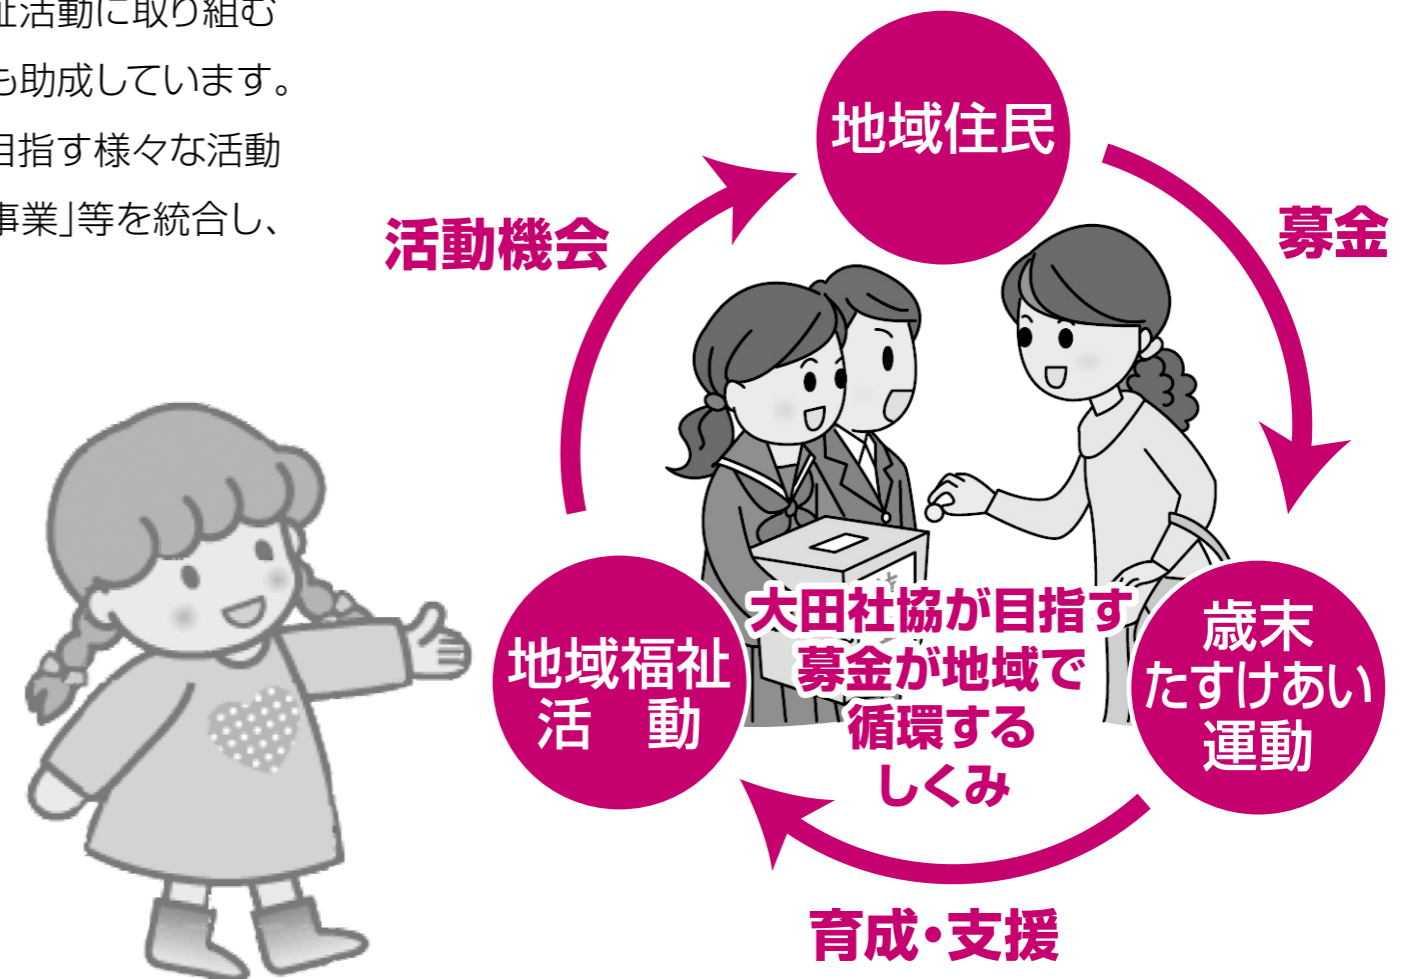 祉活動に取り組む
も助成しています。
目指す様々な活動
事業」等を統合し、
地域住民
募金
歳末
たすけあい
運動
育成・支援
地域福祉
活　動
活動機会
大田社協が目指す
募金が地域で
循環する
しくみ